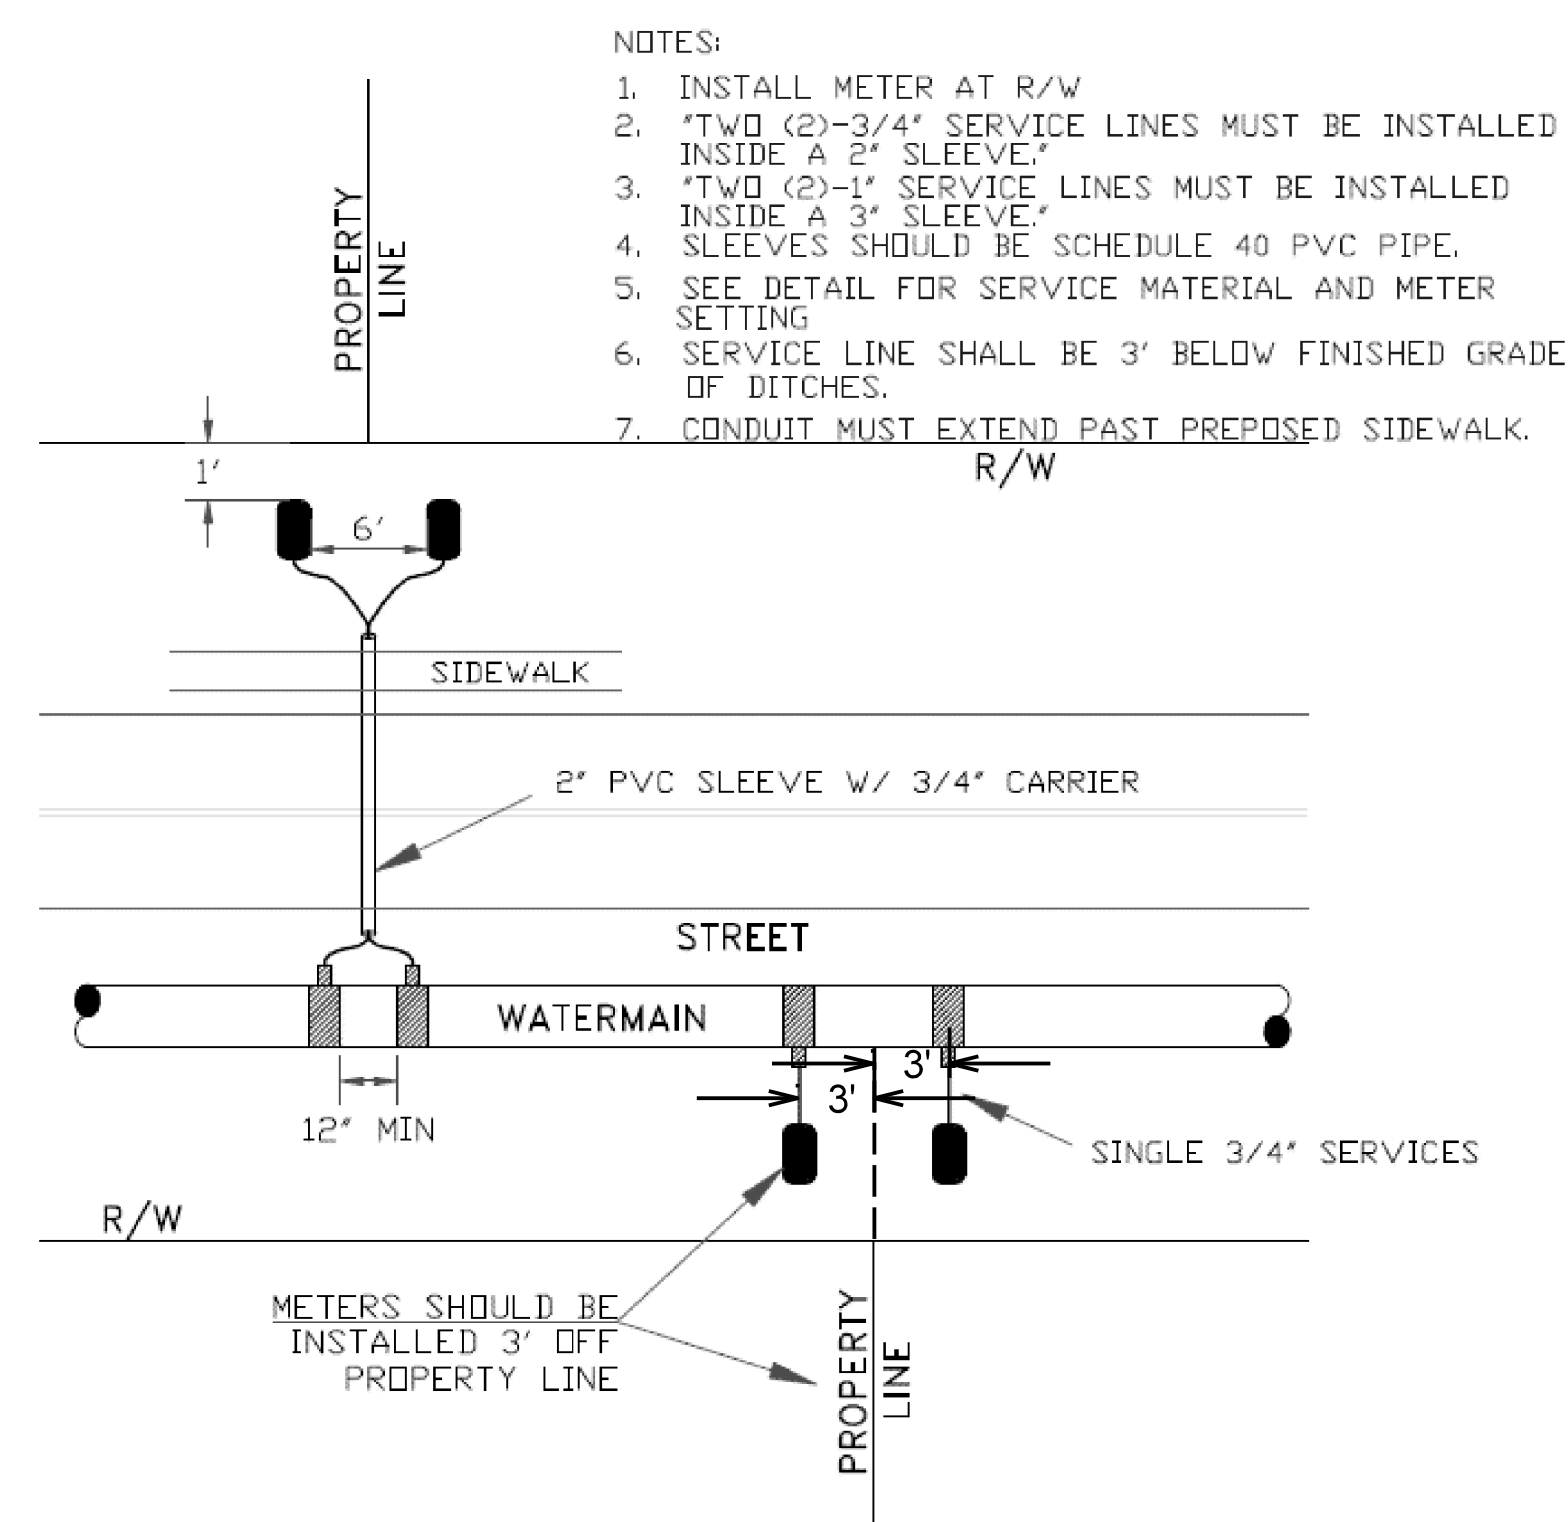 NOTES:
1. INSTALL METER AT R/W
2. "TWO (2)-3/4" SERVICE LINES MUST BE INSTALLED
INSIDE A 2" SLEEVE."
3. "TWO (2)-1" SERVICE LINES MUST BE INSTALLED
INSIDE A 3" SLEEVE."
4. SLEEVES SHOULD BE SCHEDULE 40 PVC PIPE.
5. SEE DETAIL FOR SERVICE MATERIAL AND METER
SETTING
6. SERVICE LINE SHALL BE 3' BELOW FINISHED GRADE
OF DITCHES.
7. CONDUIT MUST EXTEND PAST PREPOSED SIDEWALK.
PROPERTY
LINE
R/W
1'
6'
SIDEWALK
2" PVC SLEEVE W/ 3/4" CARRIER
STREET
WATERMAIN
3'
3'
12" MIN
SINGLE 3/4" SERVICES
R/W
METERS SHOULD BE
INSTALLED 3' OFF
PROPERTY LINE
PROPERTY
LINE